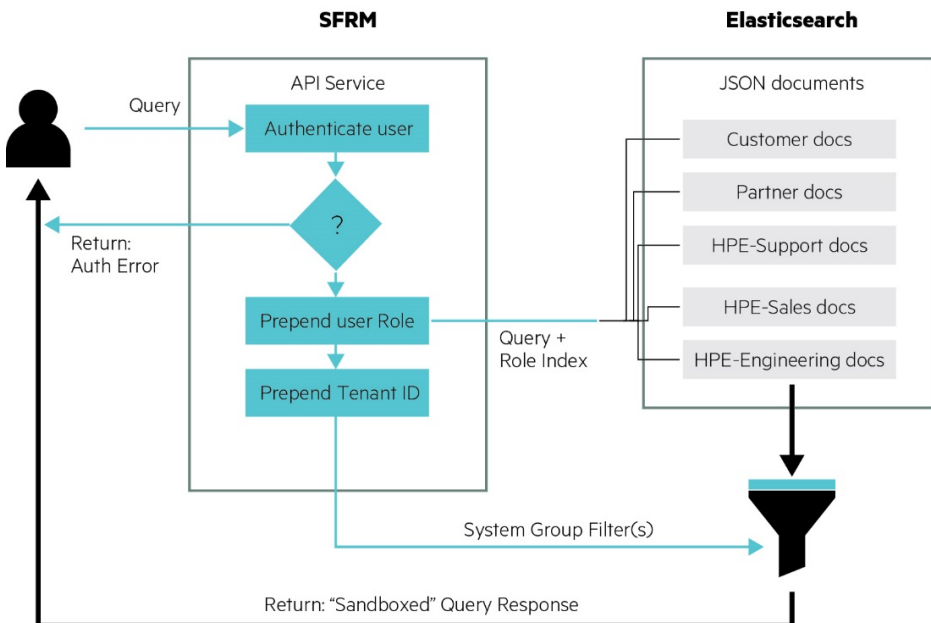 SFRM
Elasticsearch
API Service
JSON documents
Query
Authenticate user
Customer docs
Partner docs
?
Return:
Auth Error
HPE-Support docs
Prepend user Role
HPE-Sales docs
Query +
Role Index
HPE-Engineering docs
Prepend Tenant ID
System Group Filter(s)
Return: “Sandboxed” Query Response